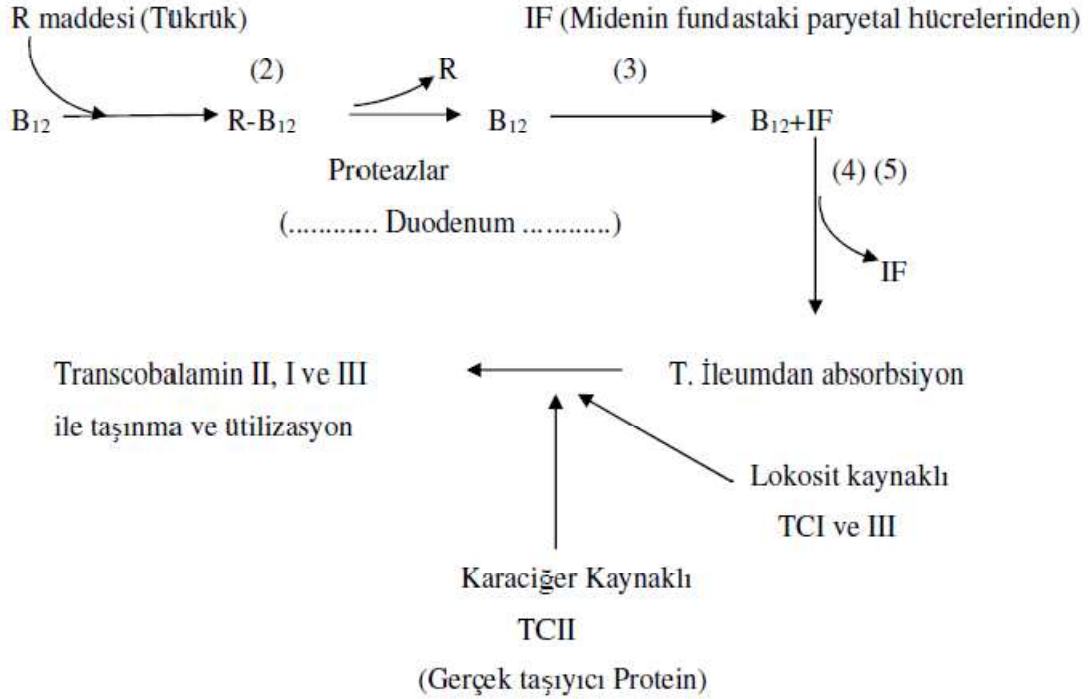 R maddesi (Tükrük)
IF (Midenin fundastaki paryetal hücrelerinden)
(2)
R
(3)
B₁₂
R-B₁₂
B₁₂
B₁₂+IF
Proteazlar
(4) (5)
(............ Duodenum ............)
IF
Transcobalamin II, I ve III
T. İleumdan absorbsiyon
ile taşınma ve ütilizasyon
Lokosit kaynaklı
TCI ve III
Karaciğer Kaynaklı
TCII
(Gerçek taşıyıcı Protein)